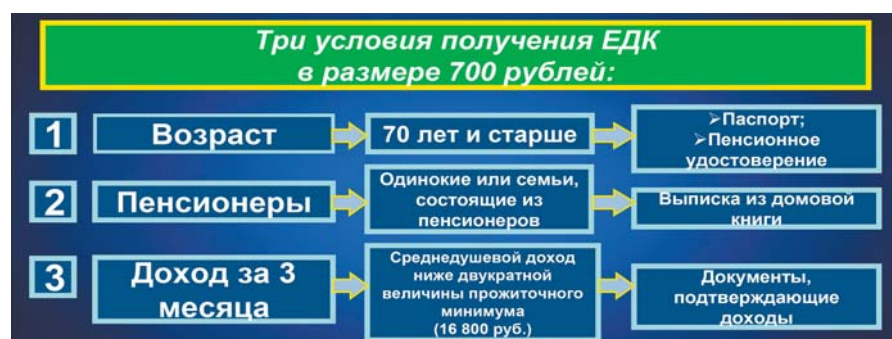 Три условия получения ЕДК
в размере 700 рублей:
1
Возраст
70 лет и старше
➢Паспорт;
➢Пенсионное
удостоверение
2
Пенсионеры
Одинокие или семьи,
состоящие из
пенсионеров
Выписка из домовой
книги
3
Доход за 3
месяца
Среднедушевой доход
ниже двукратной
величины прожиточного
минимума
(16 800 руб.)
Документы,
подтверждающие
доходы